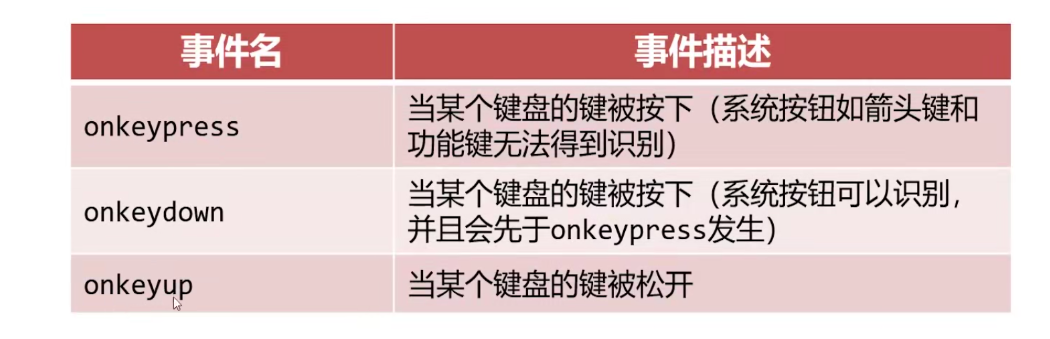 事件名 事件描述
onkeypress
当某个键盘的键被按下（系统按钮如箭头键和
功能键无法得到识别）
onkeydown
当某个键盘的键被按下（系统按钮可以识别，
并且会先于onkeypress发生）
onkeyup
当某个键盘的键被松开